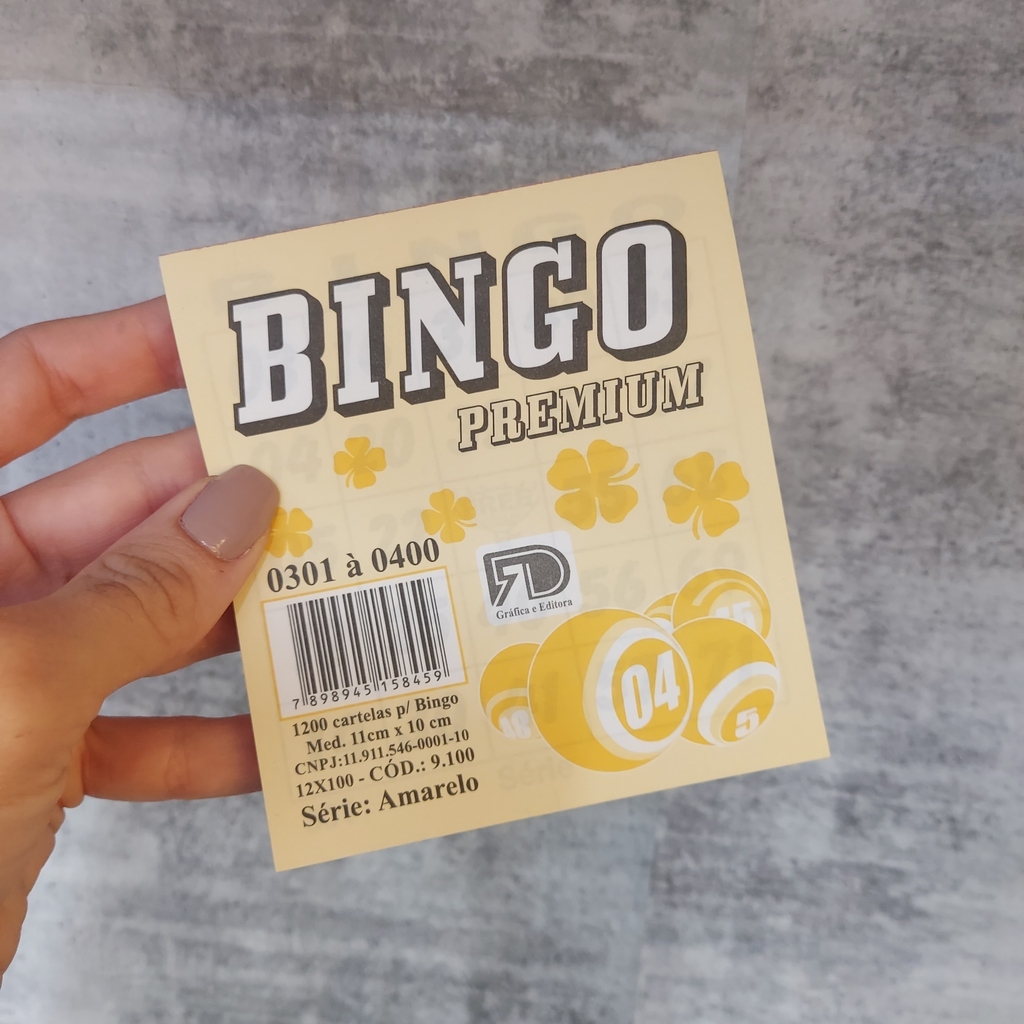 BINGO
PREMIUM
0301 à 0400
Gráfica e Editora
7 898945 158459
04
5
1200 cartelas p/ Bingo
Med. 11cm x 10 cm
CNPJ:11.911.546-0001-10
12X100 - CÓD.: 9.100
Série: Amarelo